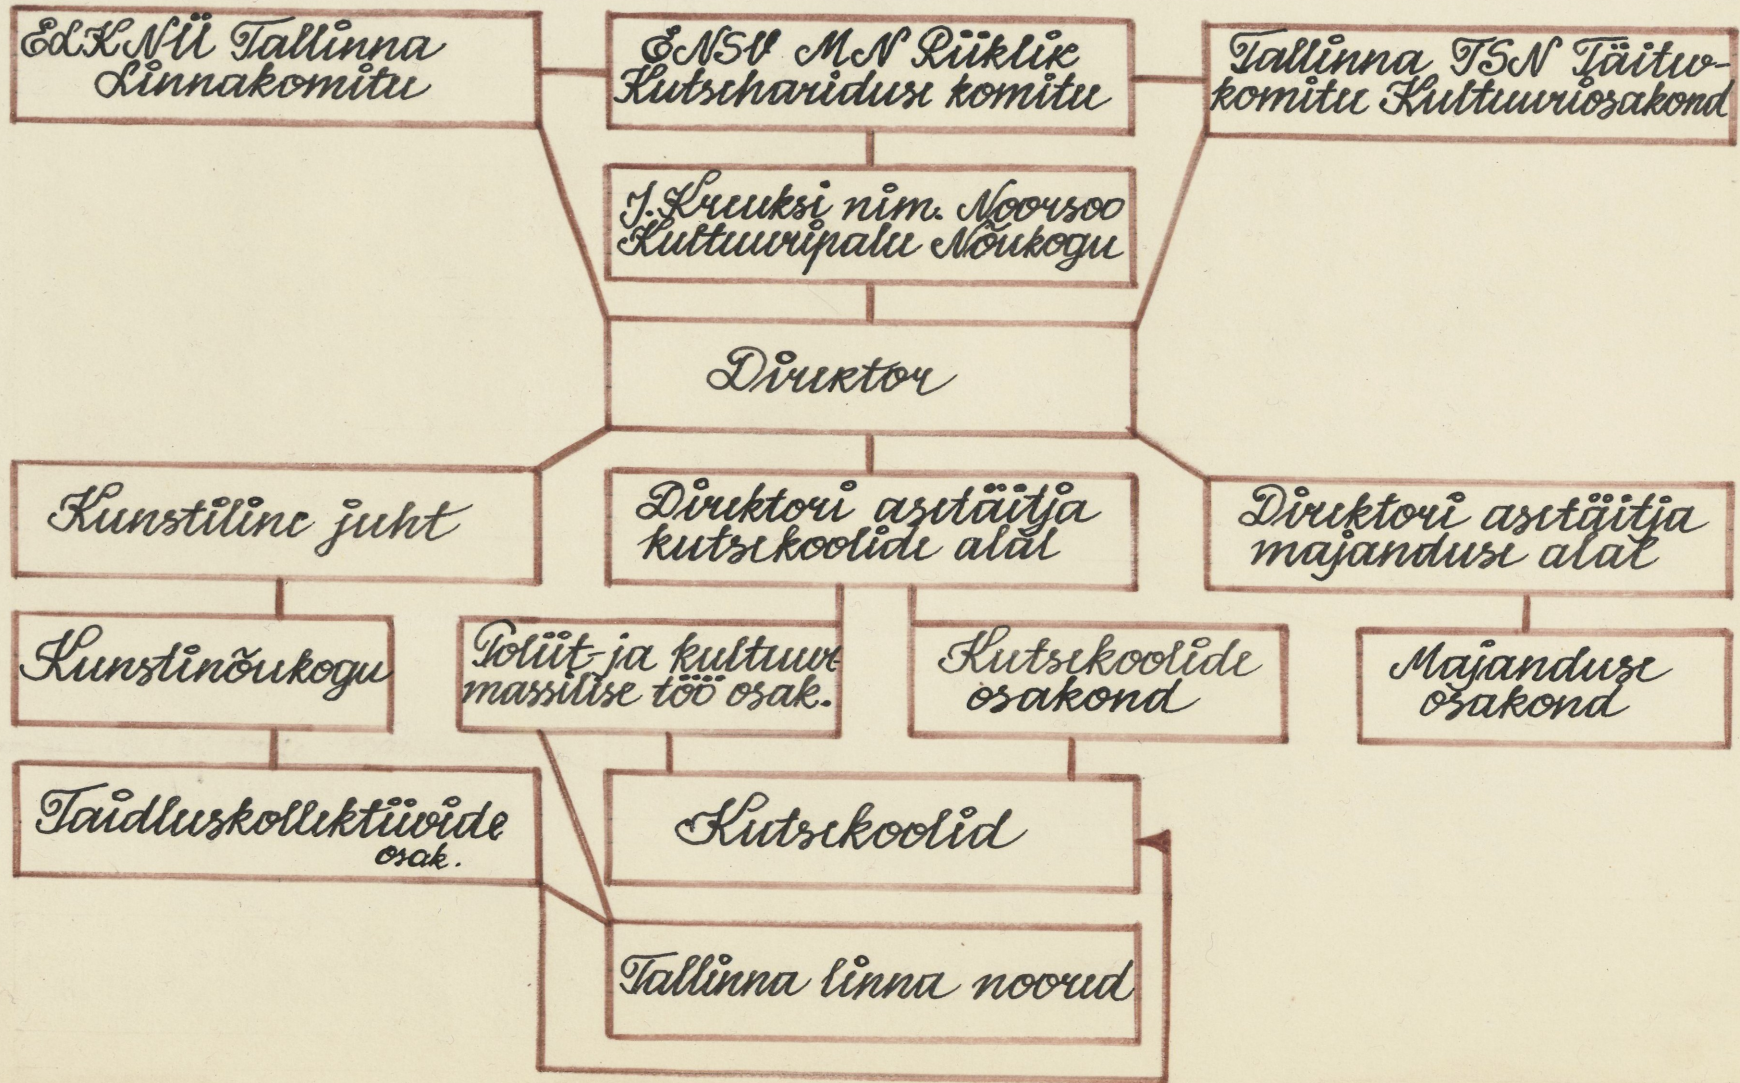 ELKNÜ Tallinna
Linnakomitee
ENSV MN Riiklik
Kutsehariduse komitee
Tallinna TSN Täitev-
komitee Kultuuriosakond
J. Kreuksi nim. Noorsoo
Kultuuripalee Nõukogu
Direktor
Kunstiline juht
Direktori asetäitja
kutsekoolide alal
Direktori asetäitja
majanduse alal
Kunstinõukogu
Poliit-ja kultuuri
massilise töö osak.
Kutsekoolide
osakond
Majanduse
osakond
Taidluskollektiivide
osak.
Kutsekoolid
Tallinna linna noored